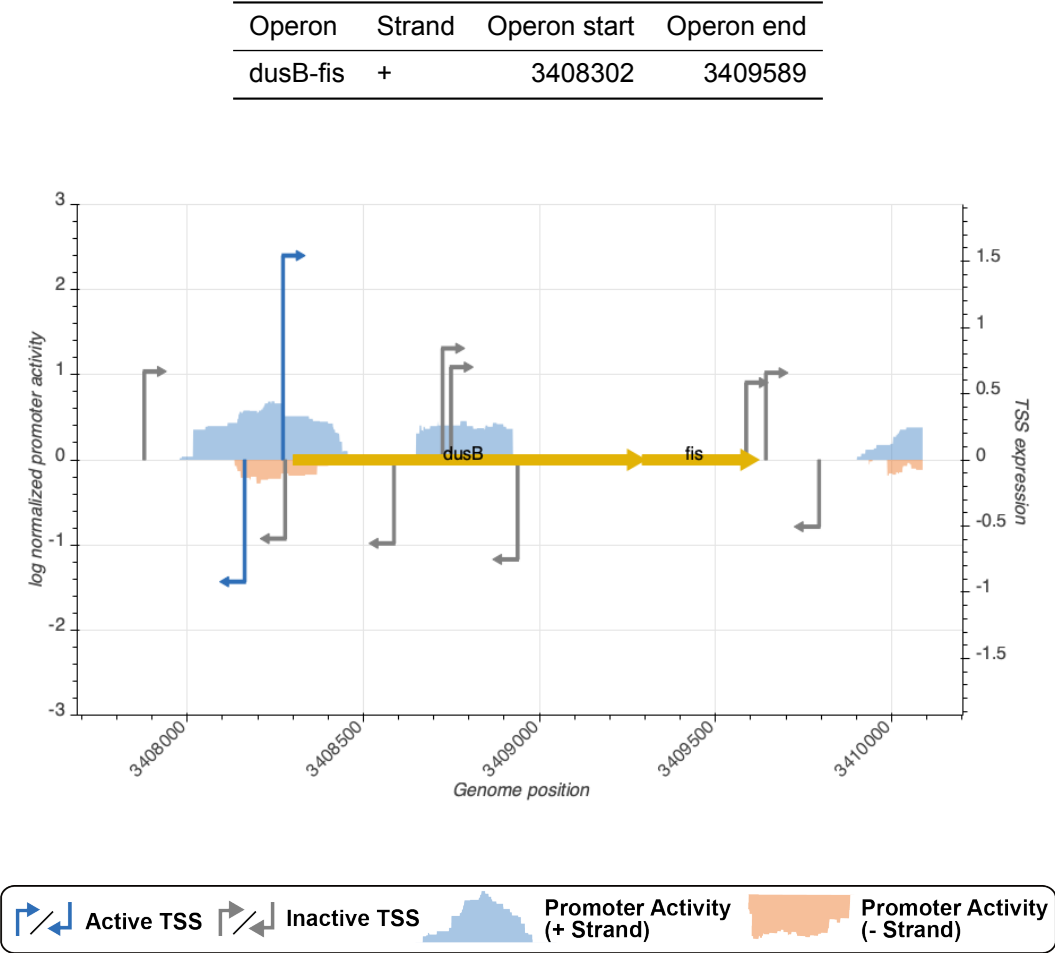 Operon Strand Operon start Operon end
dusB-fis + 3408302 3409589
3
2
1
0
-1
-2
-3
log normalized promoter activity
1.5
1
0.5
0
-0.5
-1
-1.5
TSS expression
dusB
fis
3408000
3408500
3409000
3409500
3410000
Genome position
Active TSS
Inactive TSS
Promoter Activity
(+ Strand)
Promoter Activity
(- Strand)